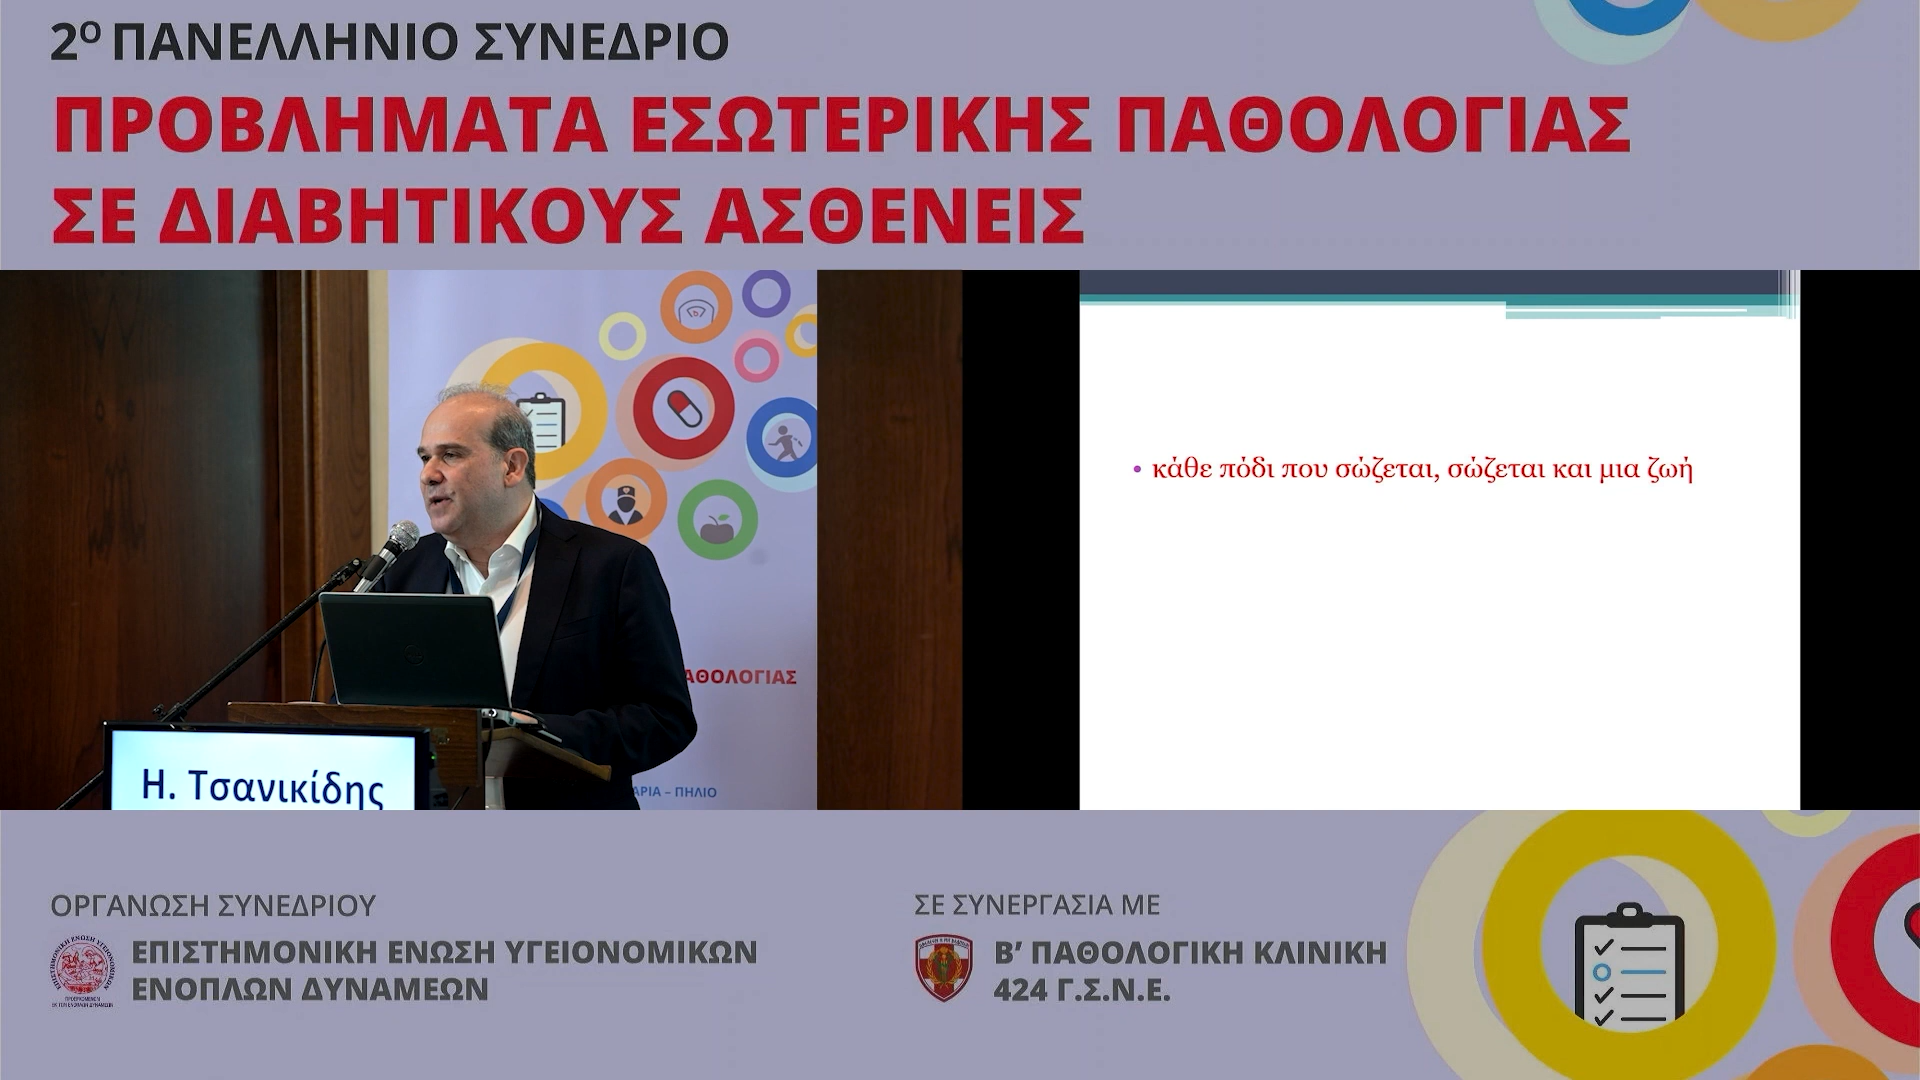 2Ο ΠΑΝΕΛΛΗΝΙΟ ΣΥΝΕΔΡΙΟ
ΠΡΟΒΛΗΜΑΤΑ ΕΣΩΤΕΡΙΚΗΣ ΠΑΘΟΛΟΓΙΑΣ
ΣΕ ΔΙΑΒΗΤΙΚΟΥΣ ΑΣΘΕΝΕΙΣ
• κάθε πόδι που σώζεται, σώζεται και μια ζωή
ΑΘΟΛΟΓΙΑΣ
ΑΡΙΑ – ΠΗΛΙΟ
Η. Τσανικίδης
ΟΡΓΑΝΩΣΗ ΣΥΝΕΔΡΙΟΥ
ΕΠΙΣΤΗΜΟΝΙΚΗ ΕΝΩΣΗ ΥΓΕΙΟΝΟΜΙΚΩΝ
ΕΝΟΠΛΩΝ ΔΥΝΑΜΕΩΝ
ΣΕ ΣΥΝΕΡΓΑΣΙΑ ΜΕ
Β’ ΠΑΘΟΛΟΓΙΚΗ ΚΛΙΝΙΚΗ
424 Γ.Σ.Ν.Ε.